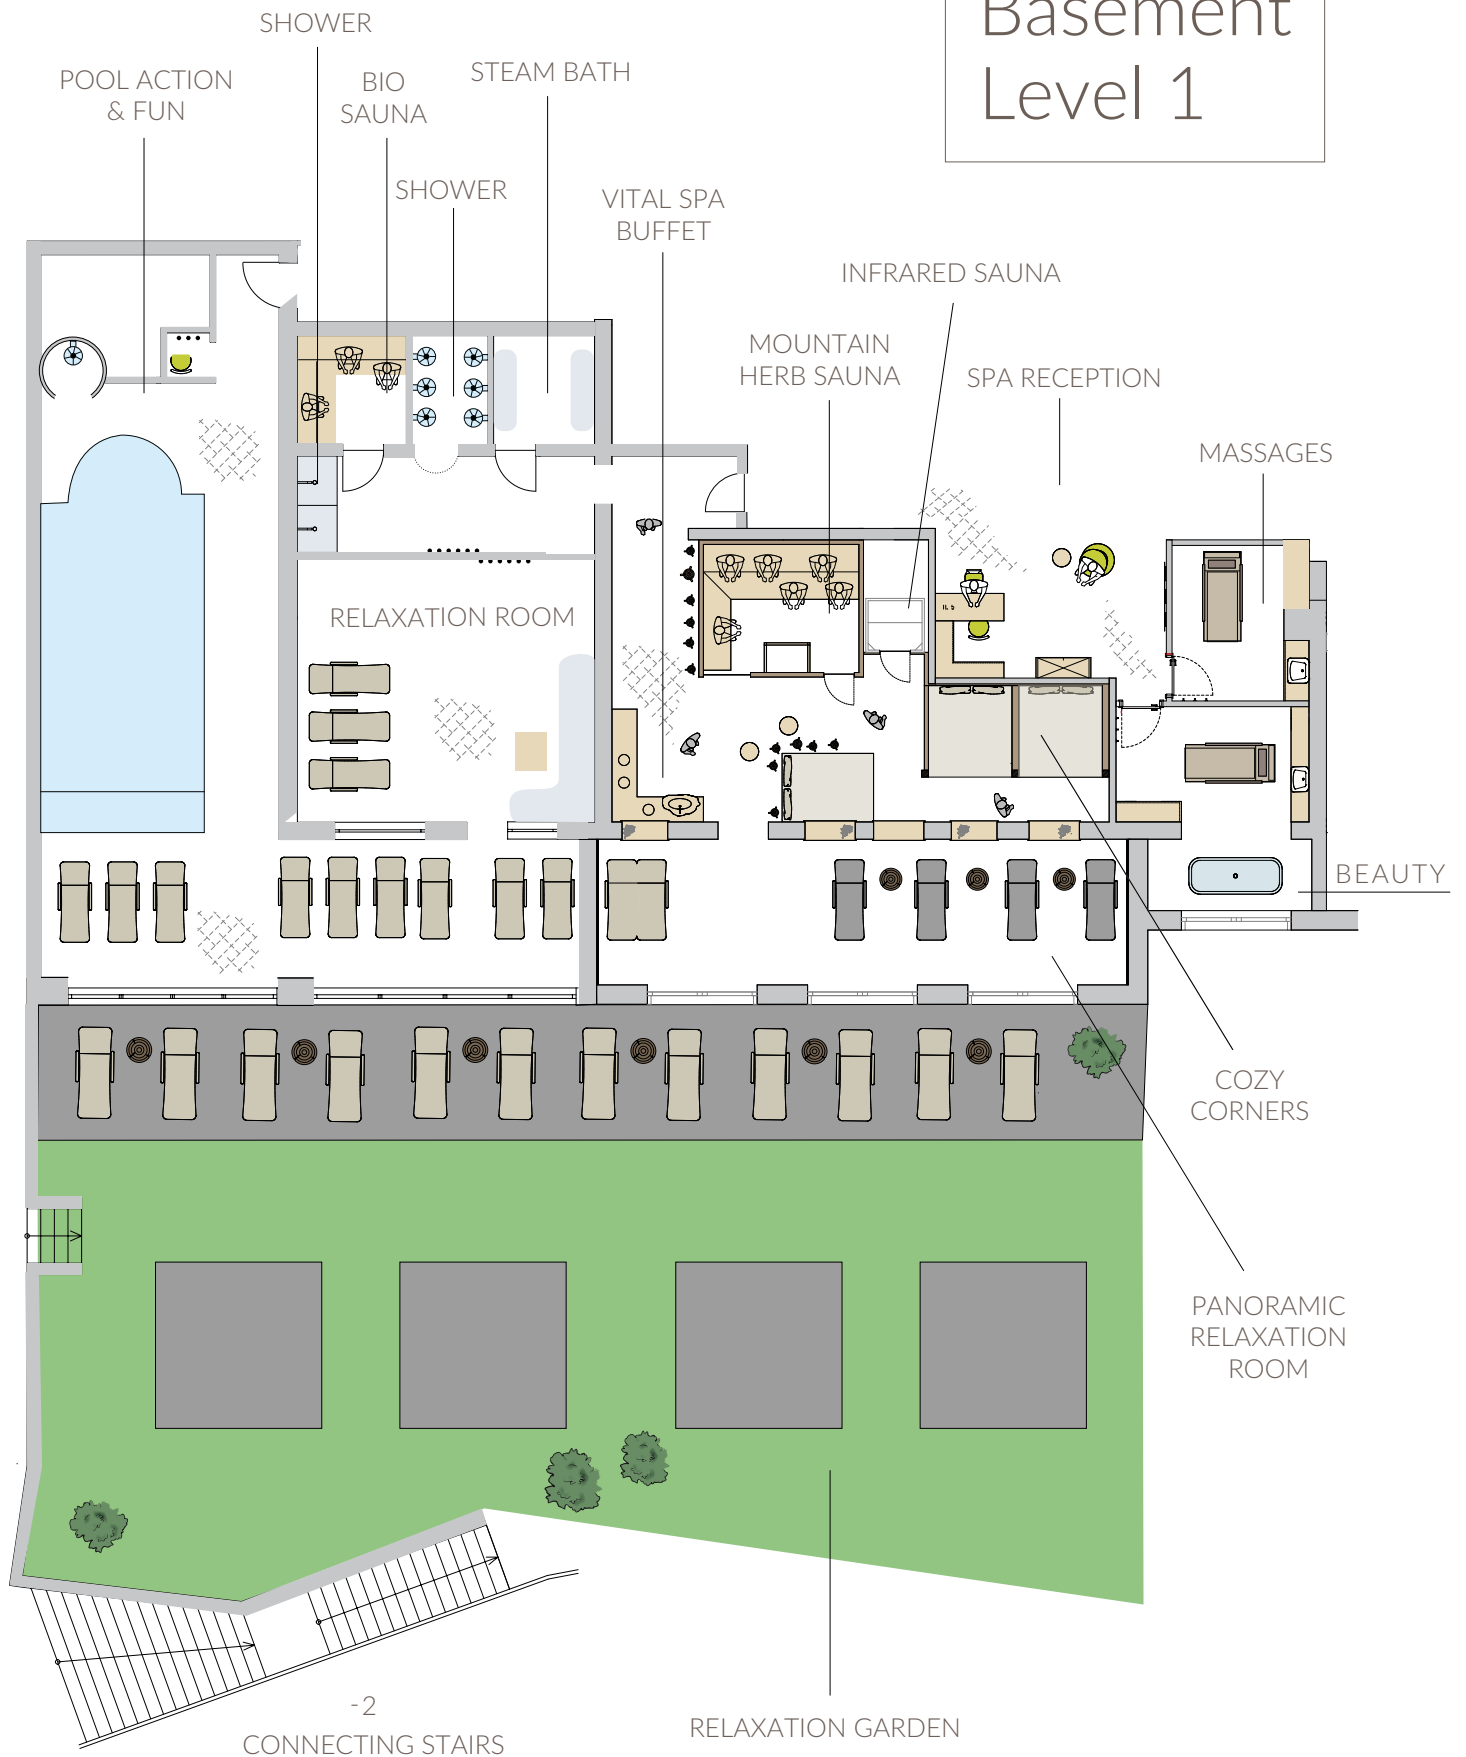 Basement
Level 1
SHOWER
POOL ACTION
& FUN
BIO
SAUNA
STEAM BATH
SHOWER
VITAL SPA
BUFFET
INFRARED SAUNA
MOUNTAIN
HERB SAUNA
SPA RECEPTION
MASSAGES
RELAXATION ROOM
BEAUTY
COZY
CORNERS
PANORAMIC
RELAXATION
ROOM
-2
CONNECTING STAIRS
RELAXATION GARDEN